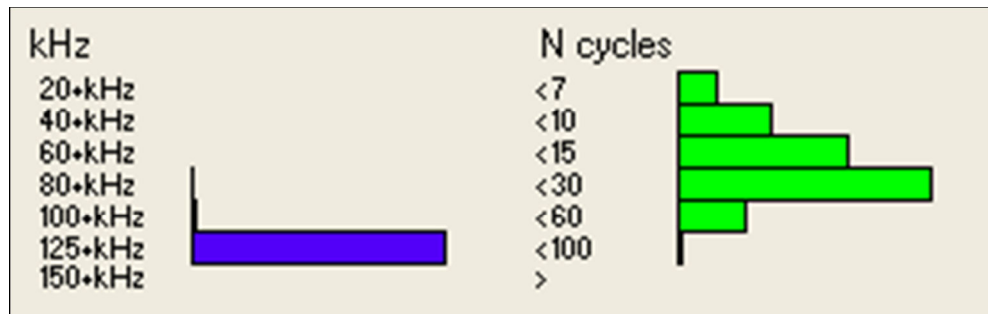 kHz
20+kHz
40+kHz
60+kHz
80+kHz
100+kHz
125+kHz
150+kHz
N cycles
<7
<10
<15
<30
<60
<100
>